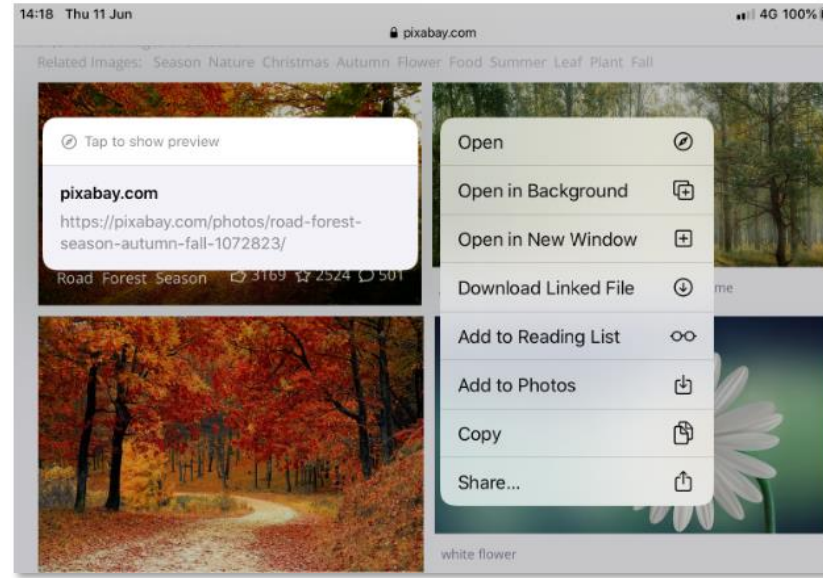 14:18 Thu 11 Jun
4G 100%
pixabay.com
Related Images: Season Nature Christmas Autumn Flower Food Summer Leaf Plant Fall
Tap to show preview
pixabay.com
https://pixabay.com/photos/road-forest-
season-autumn-fall-1072823/
Road Forest Season 3169 2524 501
Open
Open in Background
Open in New Window
Download Linked File
Add to Reading List
Add to Photos
Copy
Share...
white flower